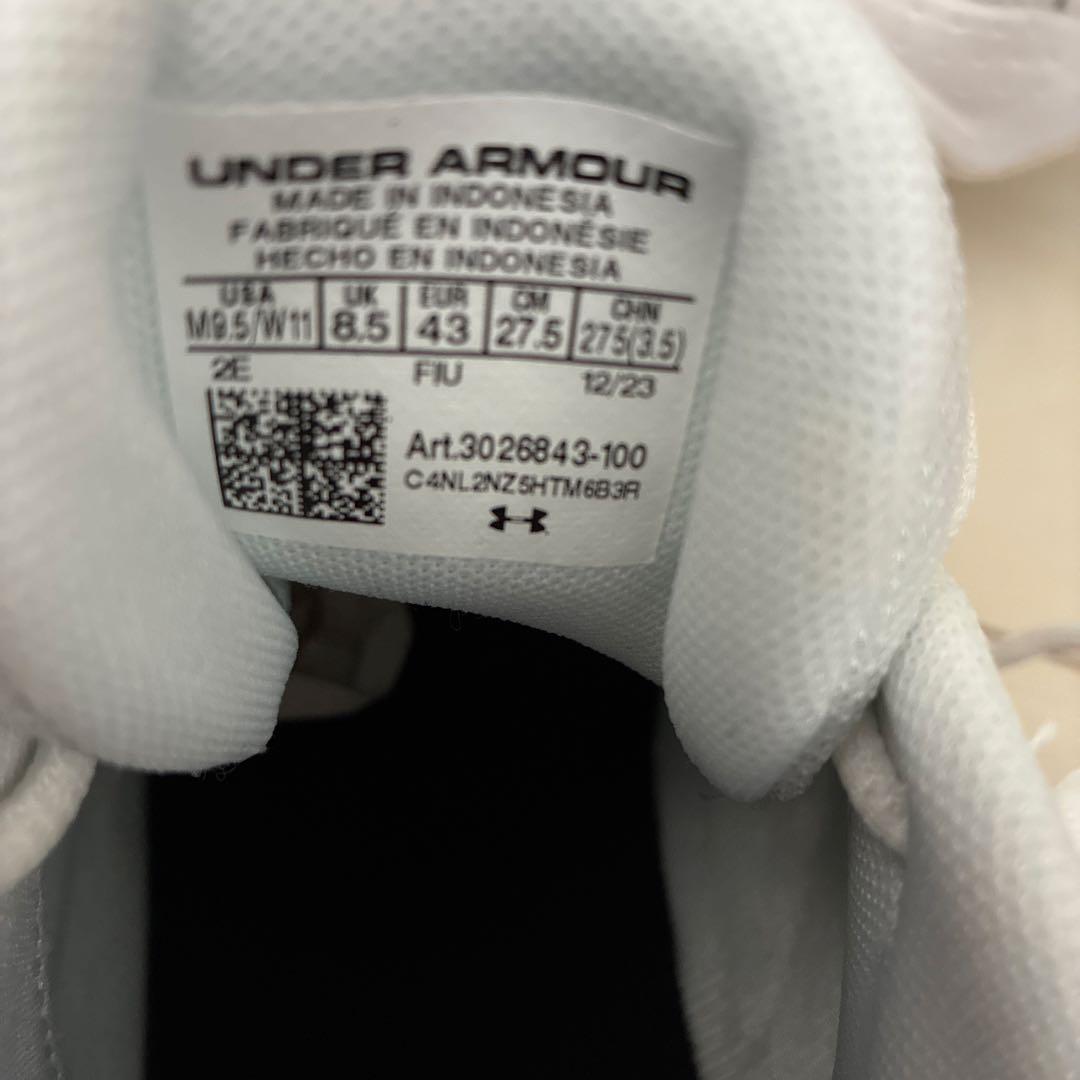 UNDER ARMOUR
MADE IN INDONESIA
FABRIQUÉ EN INDONÉSIE
HECHO EN INDONESIA
USA UK EUR CM CHN
M9.5/W11 8.5 43 27.5 275(3.5)
2E FIU 12/23
Art.3026843-100
C4NL2NZ5HTM6B3R